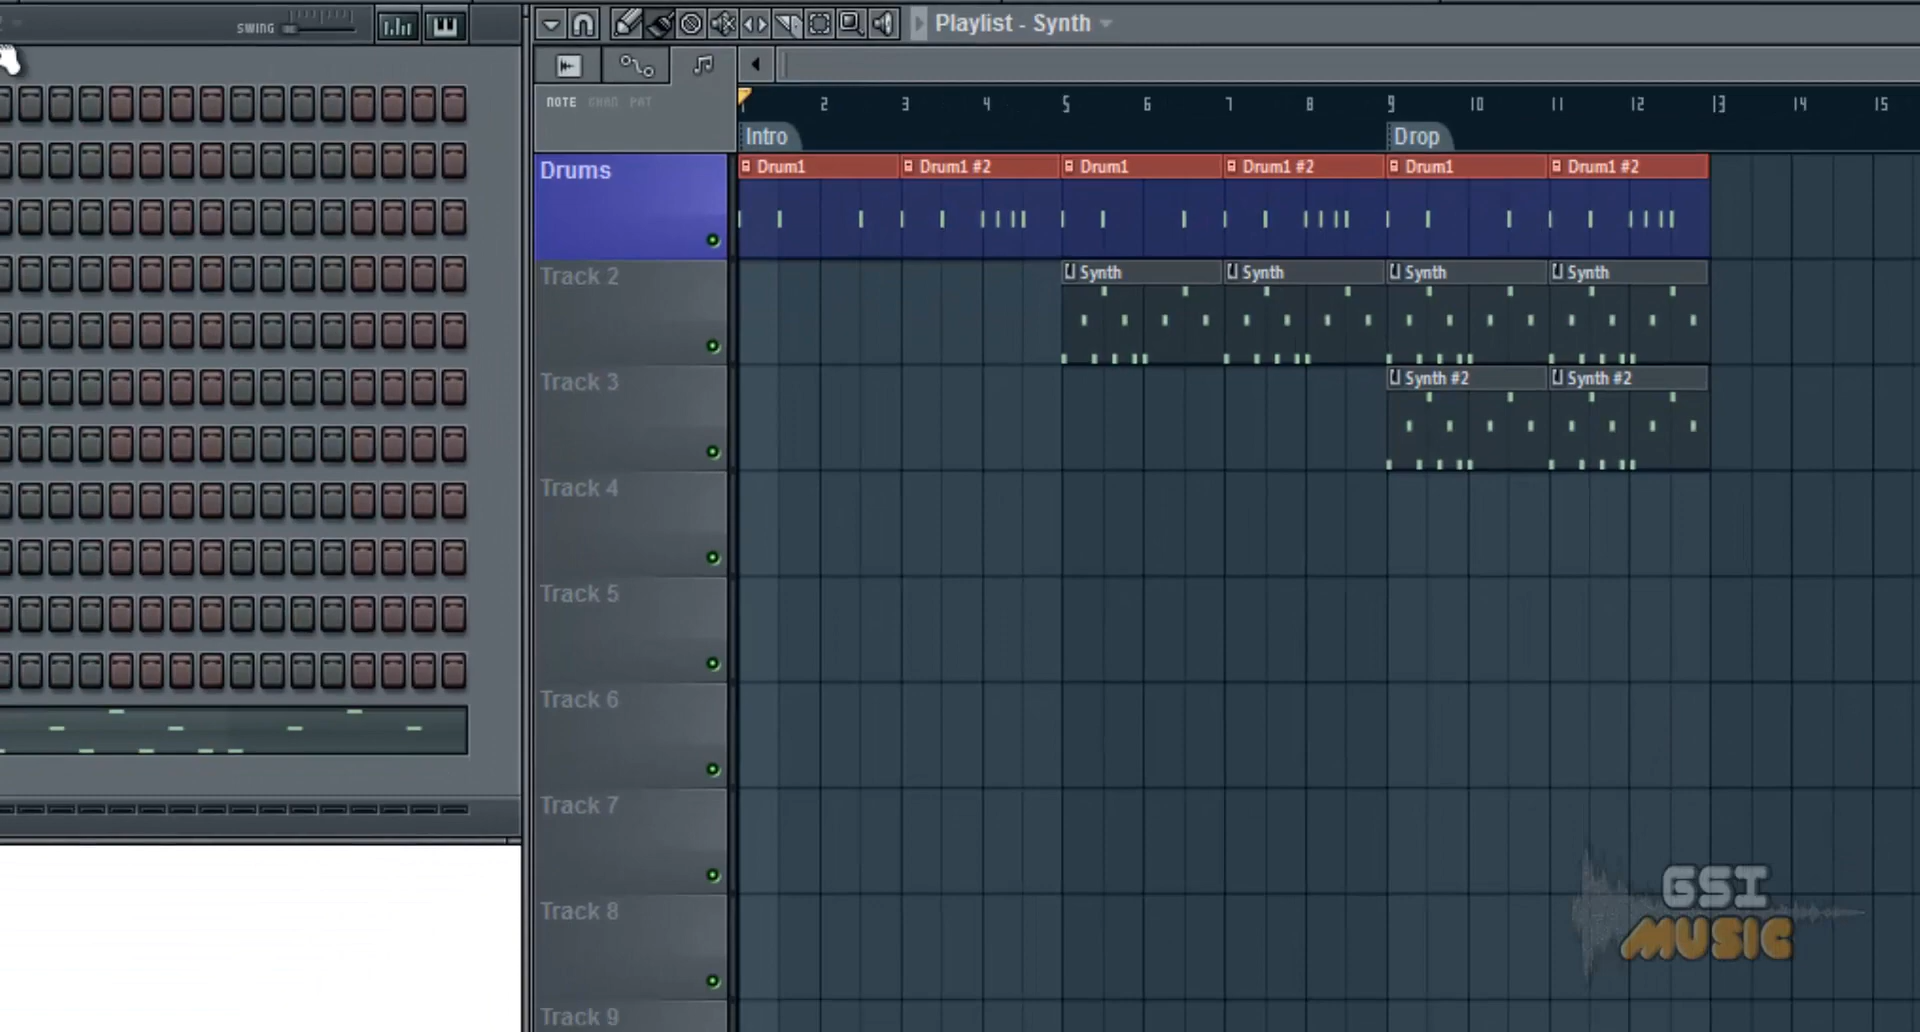 SWING
Playlist - Synth
NOTE CHAN PAT
1 2 3 4 5 6 7 8 9 10 11 12 13 14 15
Intro Drop
Drums
Drum1 Drum1 #2 Drum1 Drum1 #2 Drum1 Drum1 #2
Track 2
Synth Synth Synth Synth
Track 3
Synth #2 Synth #2
Track 4
Track 5
Track 6
Track 7
Track 8
GSI
MUSIC
Track 9